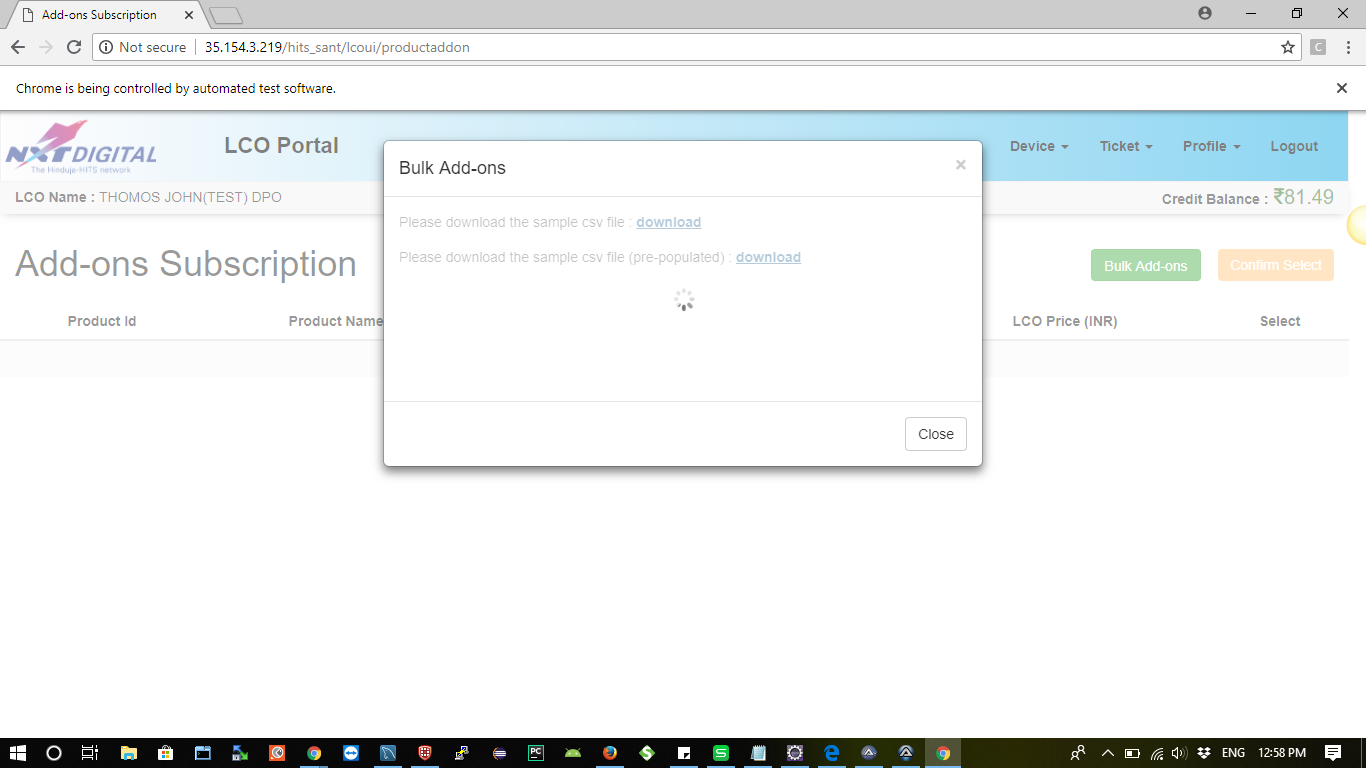 Add-ons Subscription
Not secure 35.154.3.219/hits_sant/lcoui/productaddon
C
Chrome is being controlled by automated test software.
NXTDIGITAL
The Hinduja-HITS network
LCO Portal
Device Ticket Profile Logout
LCO Name : THOMOS JOHN(TEST) DPO
Credit Balance : ₹81.49
Add-ons Subscription
Bulk Add-ons Confirm Select
Product Id Product Name LCO Price (INR) Select
Bulk Add-ons
×
Please download the sample csv file : download
Please download the sample csv file (pre-populated) : download
Close
PC
S
ENG 12:58 PM